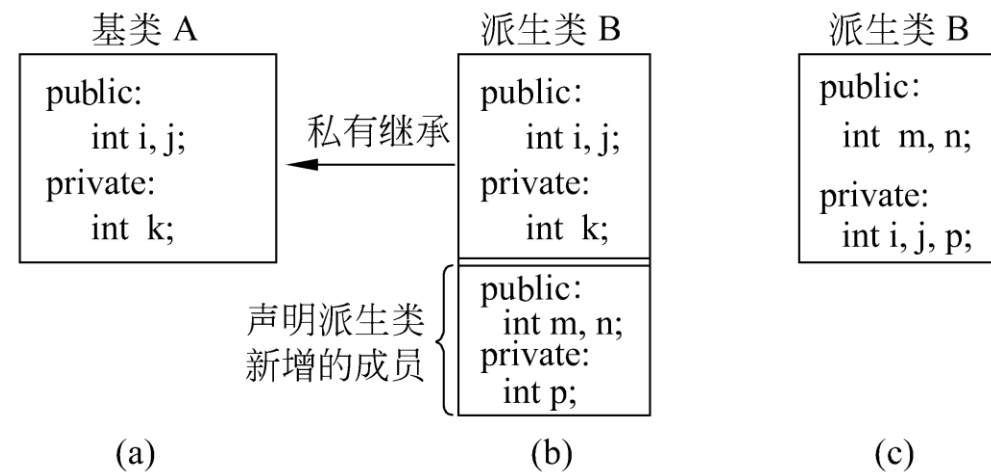 基类 A
public:
int i, j;
private:
int k;
(a)
私有继承
派生类 B
public:
int i, j;
private:
int k;
声明派生类
新增的成员
public:
int m, n;
private:
int p;
(b)
派生类 B
public:
int m, n;
private:
int i, j, p;
(c)